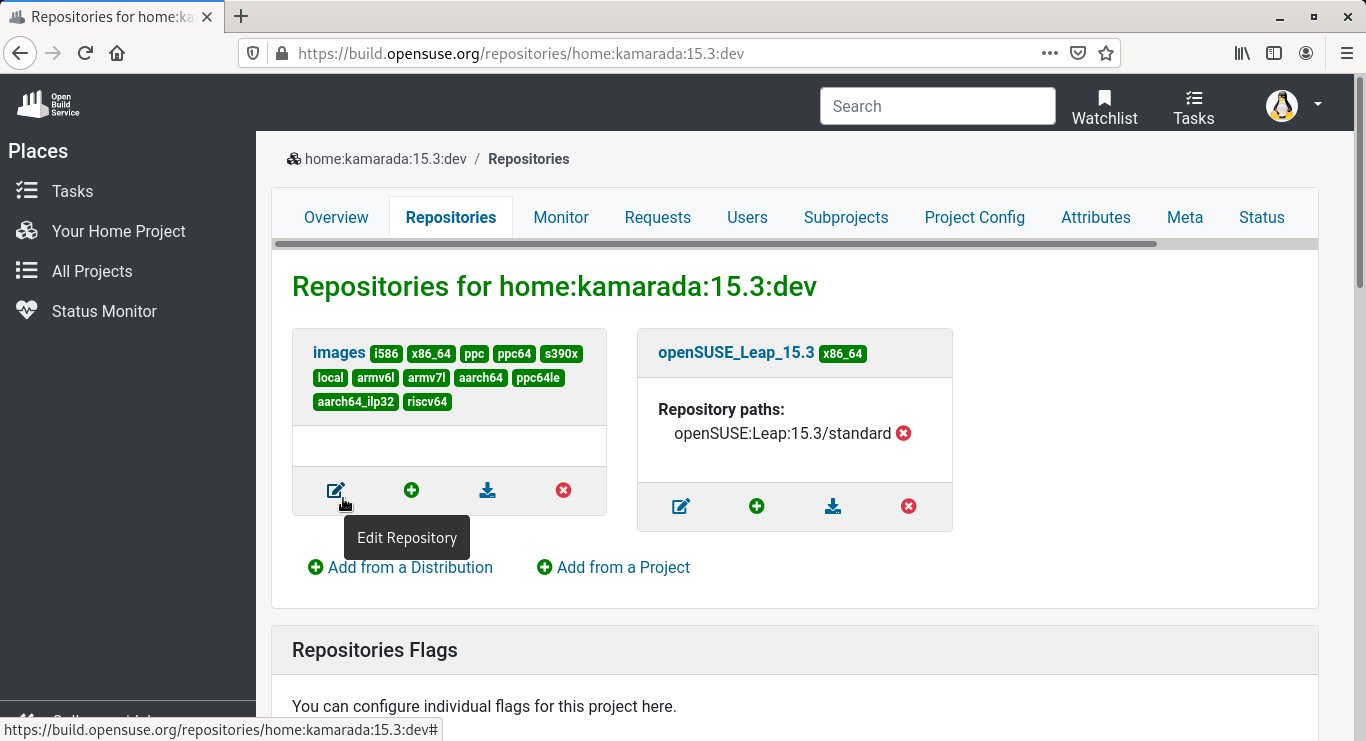 Repositories for home:ka
https://build.opensuse.org/repositories/home:kamarada:15.3:dev
Open
Build
Service
Search
Watchlist
Tasks
Places
Tasks
Your Home Project
All Projects
Status Monitor
home:kamarada:15.3:dev / Repositories
Overview Repositories Monitor Requests Users Subprojects Project Config Attributes Meta Status
Repositories for home:kamarada:15.3:dev
images i586 x86_64 ppc ppc64 s390x
local armv6l armv7l aarch64 ppc64le
aarch64_ilp32 riscv64
openSUSE_Leap_15.3 x86_64
Repository paths:
openSUSE:Leap:15.3/standard
Edit Repository
Add from a Distribution Add from a Project
Repositories Flags
You can configure individual flags for this project here.
https://build.opensuse.org/repositories/home:kamarada:15.3:dev#